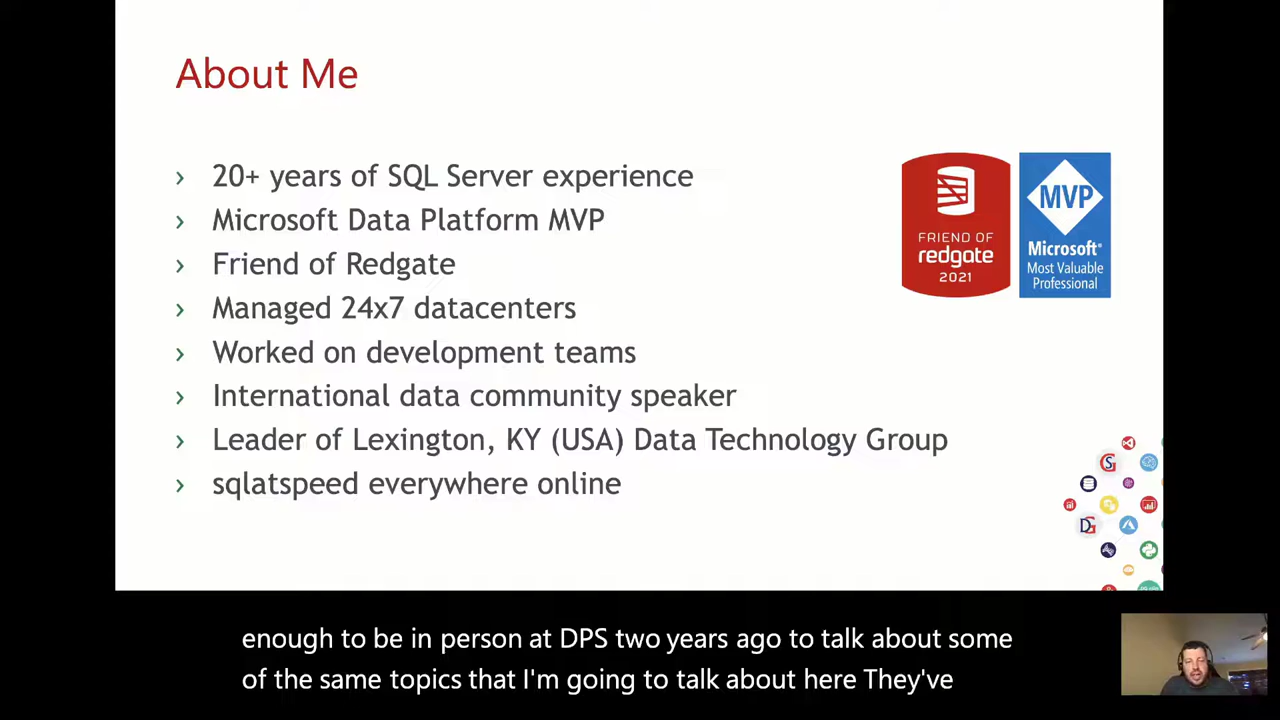 About Me
› 20+ years of SQL Server experience
› Microsoft Data Platform MVP
› Friend of Redgate
› Managed 24x7 datacenters
› Worked on development teams
› International data community speaker
› Leader of Lexington, KY (USA) Data Technology Group
› sqlatspeed everywhere online
FRIEND OF
redgate
2021
MVP
Microsoft®
Most Valuable
Professional
SG
DG
enough to be in person at DPS two years ago to talk about some
of the same topics that I'm going to talk about here They've